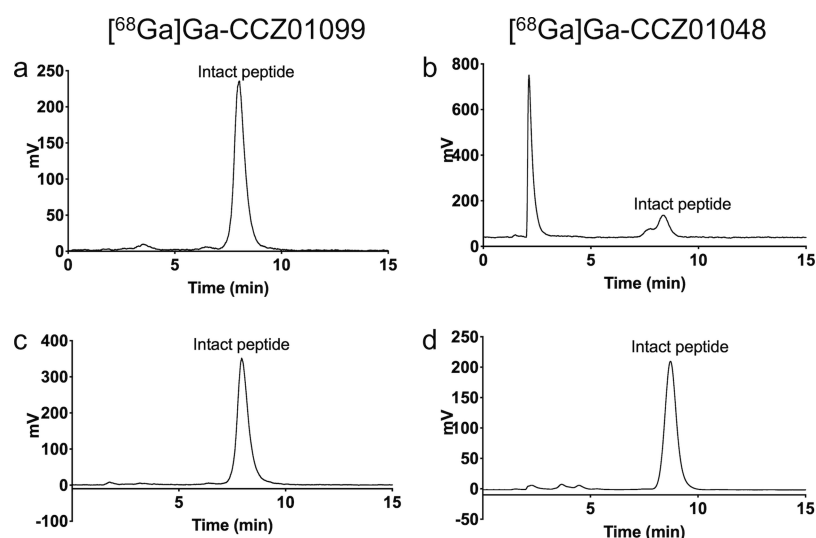 [⁶⁸Ga]Ga-CCZ01099
[⁶⁸Ga]Ga-CCZ01048
a
250
200
150
100
50
0
mV
Intact peptide
0 5 10 15
Time (min)
b
800
600
400
200
0
mV
Intact peptide
0 5 10 15
Time (min)
c
400
300
200
100
0
-100
mV
Intact peptide
5 10 15
Time (min)
d
250
200
150
100
50
0
-50
mV
Intact peptide
5 10 15
Time (min)